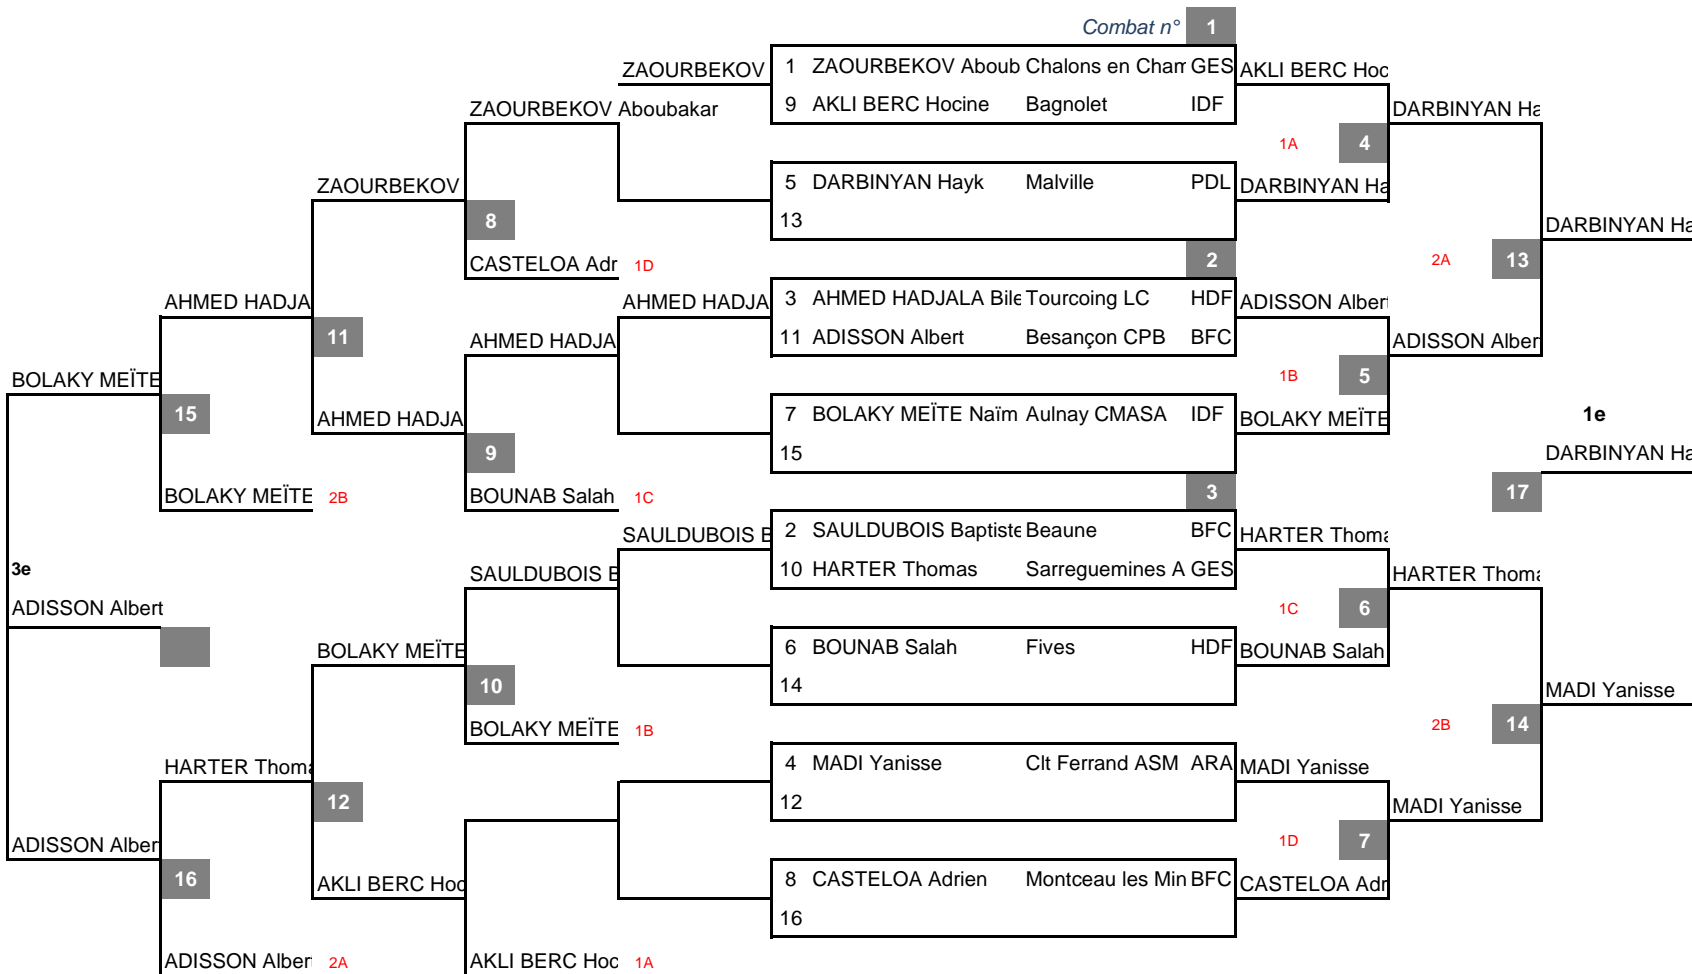 Combat n° 1
ZAOURBEKOV 1 ZAOURBEKOV Aboub Chalons en Cham GES AKLI BERC Hoc
ZAOURBEKOV Aboubakar 9 AKLI BERC Hocine Bagnolet IDF DARBINYAN Ha
1A 4
ZAOURBEKOV 5 DARBINYAN Hayk Malville PDL DARBINYAN Ha
8 13 DARBINYAN Ha
CASTELOA Adr 1D 2 2A 13
AHMED HADJA AHMED HADJA 3 AHMED HADJALA Bile Tourcoing LC HDF ADISSON Albert
11 AHMED HADJA 11 ADISSON Albert Besançon CPB BFC ADISSON Alber
BOLAKY MEÏTE 1B 5
15 AHMED HADJA 7 BOLAKY MEÏTE Naïm Aulnay CMASA IDF BOLAKY MEÏTE 1e
9 15 DARBINYAN Ha
BOLAKY MEÏTE 2B BOUNAB Salah 1C 3 17
SAULDUBOIS B 2 SAULDUBOIS Baptiste Beaune BFC HARTER Thoma
3e SAULDUBOIS B 10 HARTER Thomas Sarreguemines A GES HARTER Thoma
ADISSON Albert 1C 6
BOLAKY MEÏTE 6 BOUNAB Salah Fives HDF BOUNAB Salah
10 14 MADI Yanisse
BOLAKY MEÏTE 1B 2B 14
HARTER Thoma 4 MADI Yanisse Clt Ferrand ASM ARA MADI Yanisse
12 12 MADI Yanisse
ADISSON Alber 1D 7
16 AKLI BERC Hoc 8 CASTELOA Adrien Montceau les Min BFC CASTELOA Adr
16
ADISSON Alber 2A AKLI BERC Hoc 1A